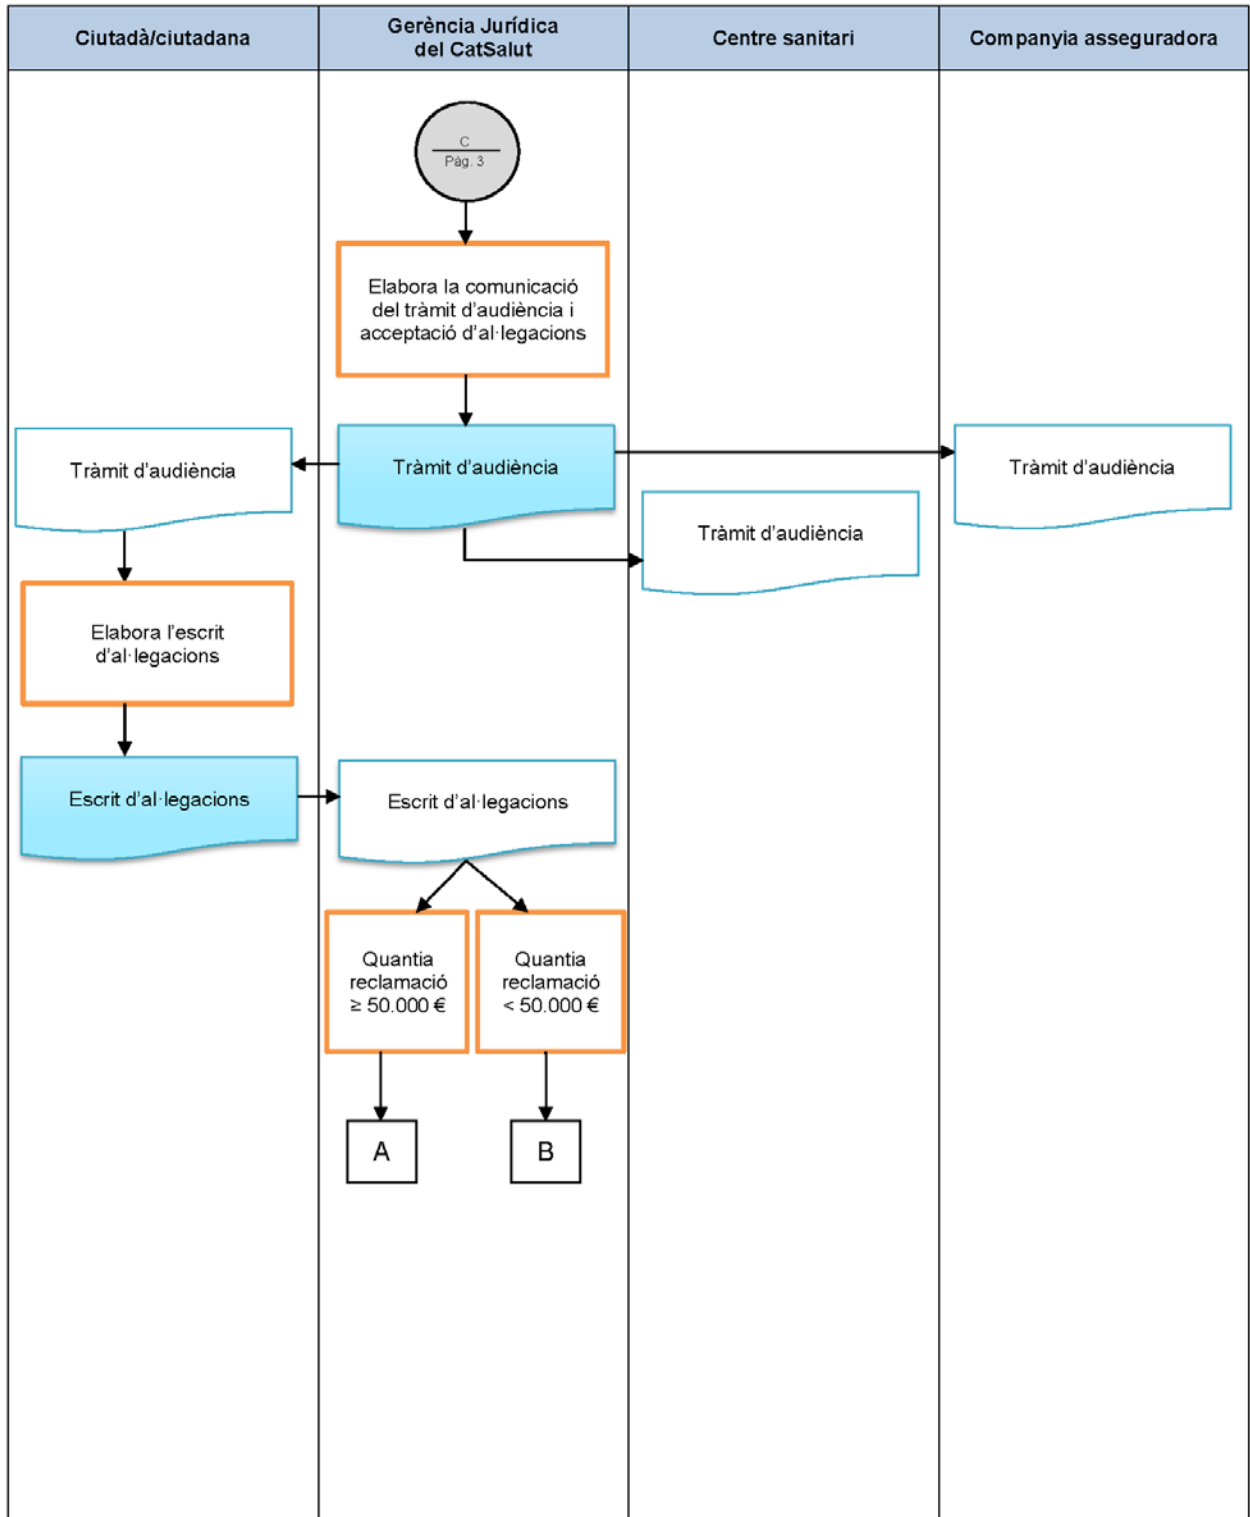 Ciutadà/ciutadana
Gerència Jurídica
del CatSalut
Centre sanitari
Companyia asseguradora
C
Pàg. 3
Elabora la comunicació
del tràmit d'audiència i
acceptació d'al·legacions
Tràmit d'audiència
Tràmit d'audiència
Tràmit d'audiència
Tràmit d'audiència
Elabora l'escrit
d'al·legacions
Escrit d'al·legacions
Escrit d'al·legacions
Quantia
reclamació
≥ 50.000 €
Quantia
reclamació
< 50.000 €
A
B